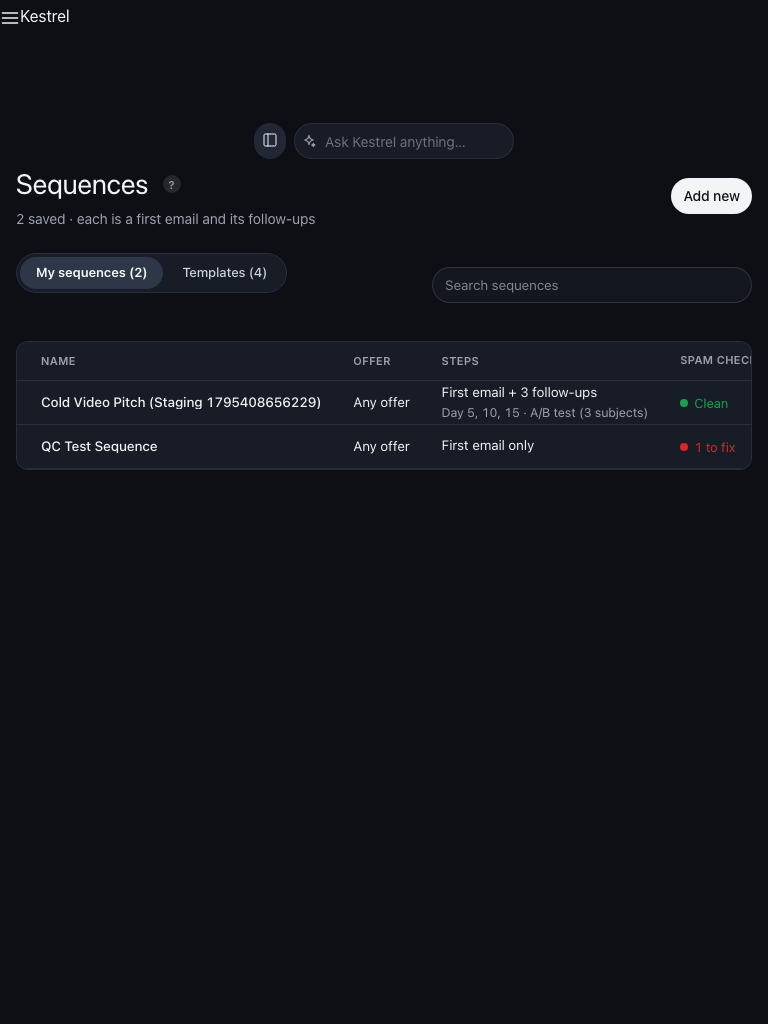 Kestrel
Ask Kestrel anything...
Sequences ?
Add new
2 saved · each is a first email and its follow-ups
My sequences (2) Templates (4)
Search sequences
NAME OFFER STEPS SPAM CHEC
Cold Video Pitch (Staging 1795408656229) Any offer First email + 3 follow-ups Clean
Day 5, 10, 15 · A/B test (3 subjects)
QC Test Sequence Any offer First email only 1 to fix